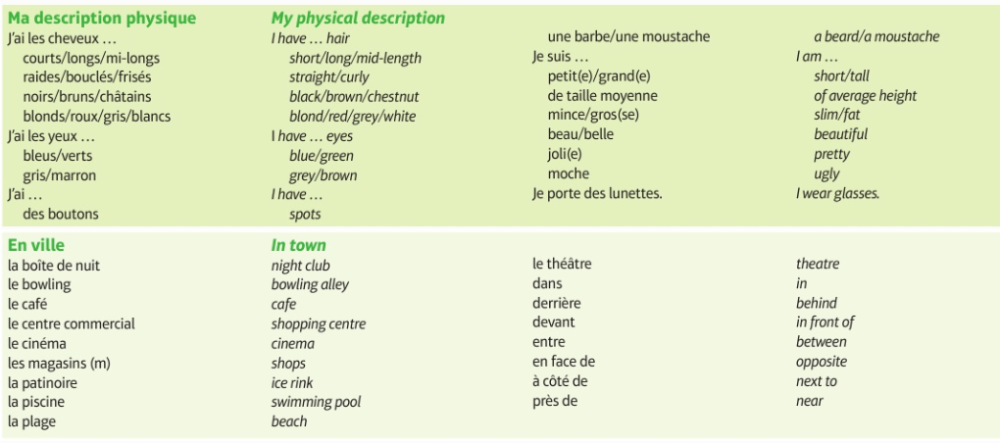 Ma description physique My physical description
J'ai les cheveux … I have … hair
courts/longs/mi-longs short/long/mid-length
raides/bouclés/frisés straight/curly
noirs/bruns/châtains black/brown/chestnut
blonds/roux/gris/blancs blond/red/grey/white
J'ai les yeux … I have … eyes
bleus/verts blue/green
gris/marron grey/brown
J'ai … I have …
des boutons spots
une barbe/une moustache a beard/a moustache
Je suis … I am …
petit(e)/grand(e) short/tall
de taille moyenne of average height
mince/gros(se) slim/fat
beau/belle beautiful
joli(e) pretty
moche ugly
Je porte des lunettes. I wear glasses.
En ville In town
la boîte de nuit night club
le bowling bowling alley
le café cafe
le centre commercial shopping centre
le cinéma cinema
les magasins (m) shops
la patinoire ice rink
la piscine swimming pool
la plage beach
le théâtre theatre
dans in
derrière behind
devant in front of
entre between
en face de opposite
à côté de next to
près de near